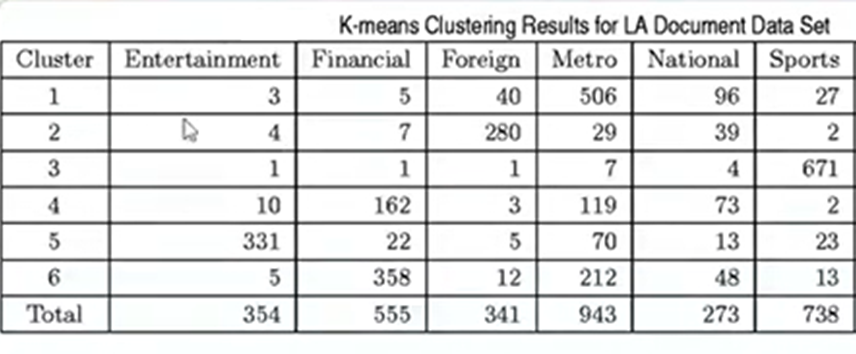 K-means Clustering Results for LA Document Data Set
Cluster Entertainment Financial Foreign Metro National Sports
1 3 5 40 506 96 27
2 4 7 280 29 39 2
3 1 1 1 7 4 671
4 10 162 3 119 73 2
5 331 22 5 70 13 23
6 5 358 12 212 48 13
Total 354 555 341 943 273 738